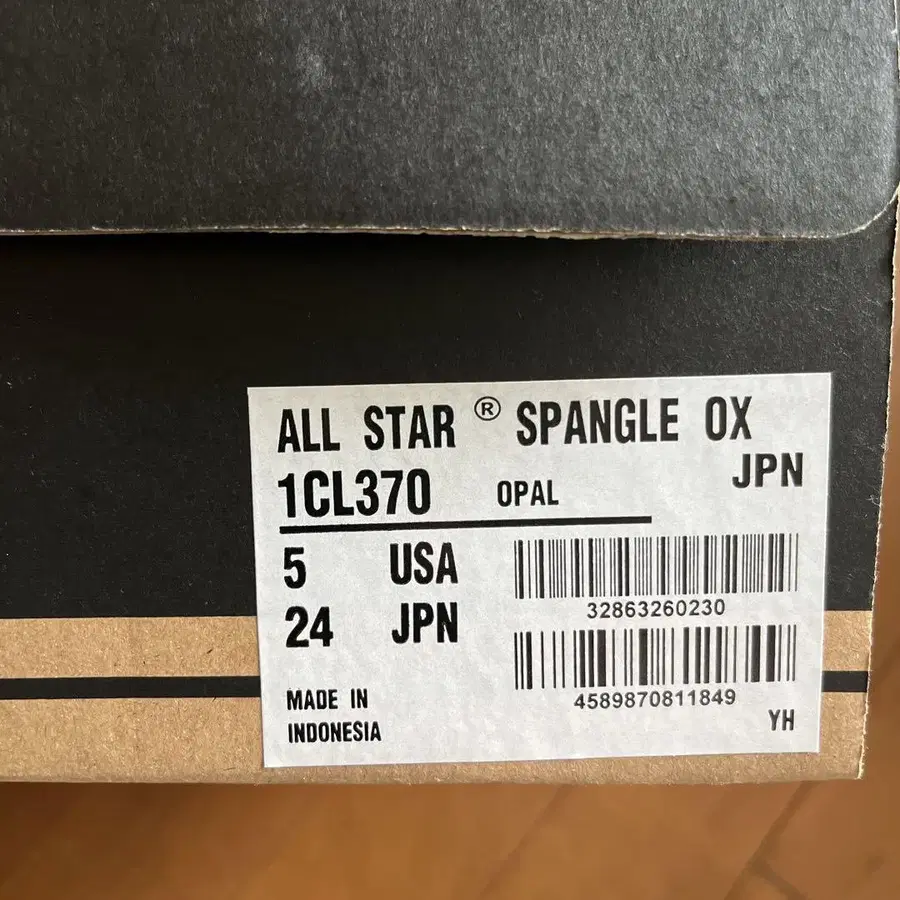 ALL STAR ® SPANGLE OX
JPN
1CL370 OPAL
5 USA
24 JPN
32863260230
4589870811849
MADE IN
INDONESIA
YH